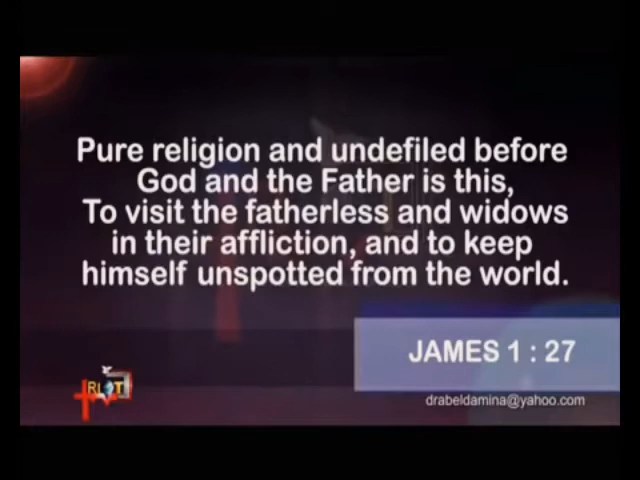 Pure religion and undefiled before
God and the Father is this,
To visit the fatherless and widows
in their affliction, and to keep
himself unspotted from the world.
JAMES 1 : 27
drabeldamina@yahoo.com